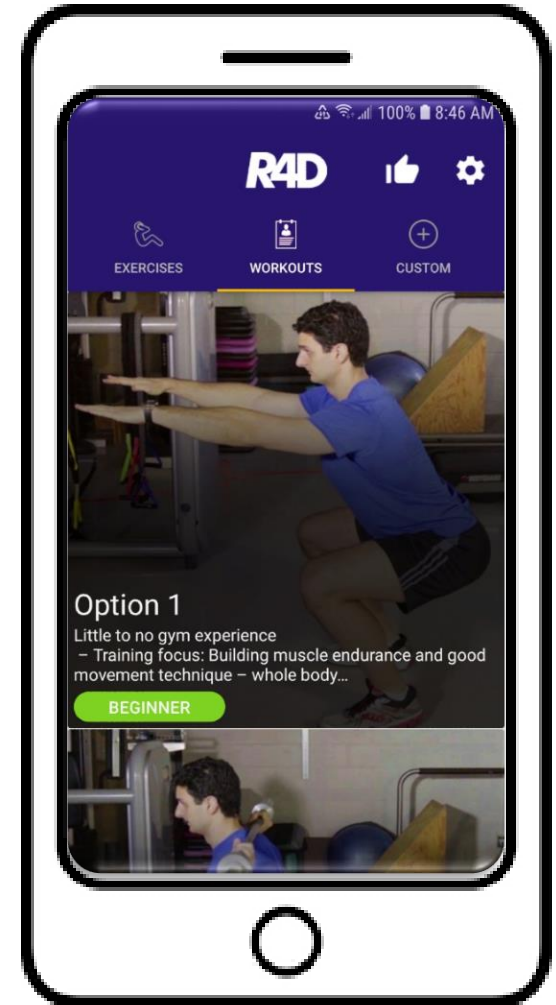 100% 8:46 AM
R4D
EXERCISES WORKOUTS CUSTOM
Option 1
Little to no gym experience
– Training focus: Building muscle endurance and good
movement technique – whole body...
BEGINNER